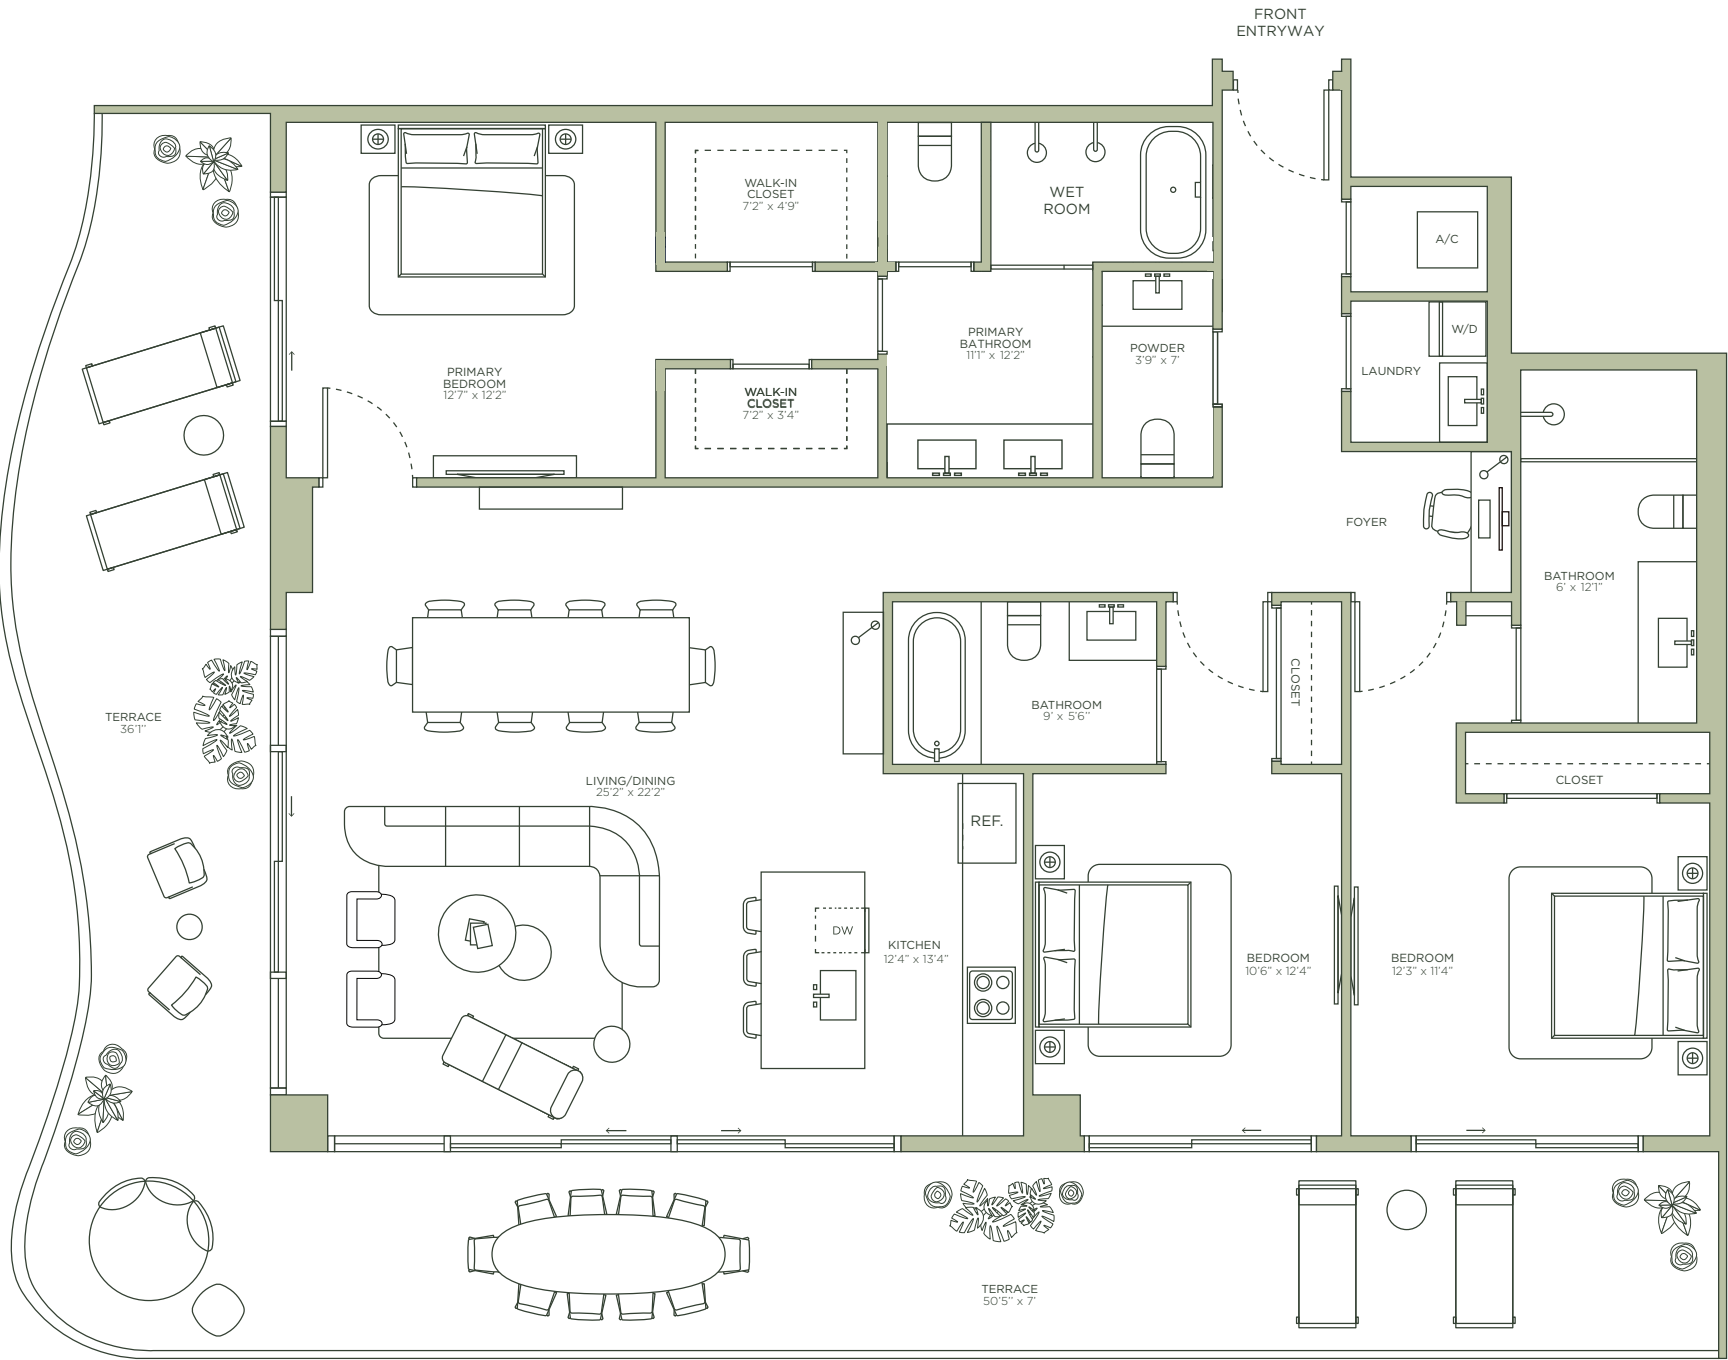 FRONT
ENTRYWAY
WALK-IN
CLOSET
7'2" x 4'9"
WET
ROOM
A/C
PRIMARY
BATHROOM
11'1" x 12'2"
POWDER
3'9" x 7'
W/D
LAUNDRY
PRIMARY
BEDROOM
12'7" x 12'2"
WALK-IN
CLOSET
7'2" x 3'4"
FOYER
BATHROOM
6' x 12'1"
CLOSET
BATHROOM
9' x 5'6"
TERRACE
36'1"
LIVING/DINING
25'2" x 22'2"
CLOSET
REF.
DW
KITCHEN
12'4" x 13'4"
BEDROOM
10'6" x 12'4"
BEDROOM
12'3" x 11'4"
TERRACE
50'5" x 7'